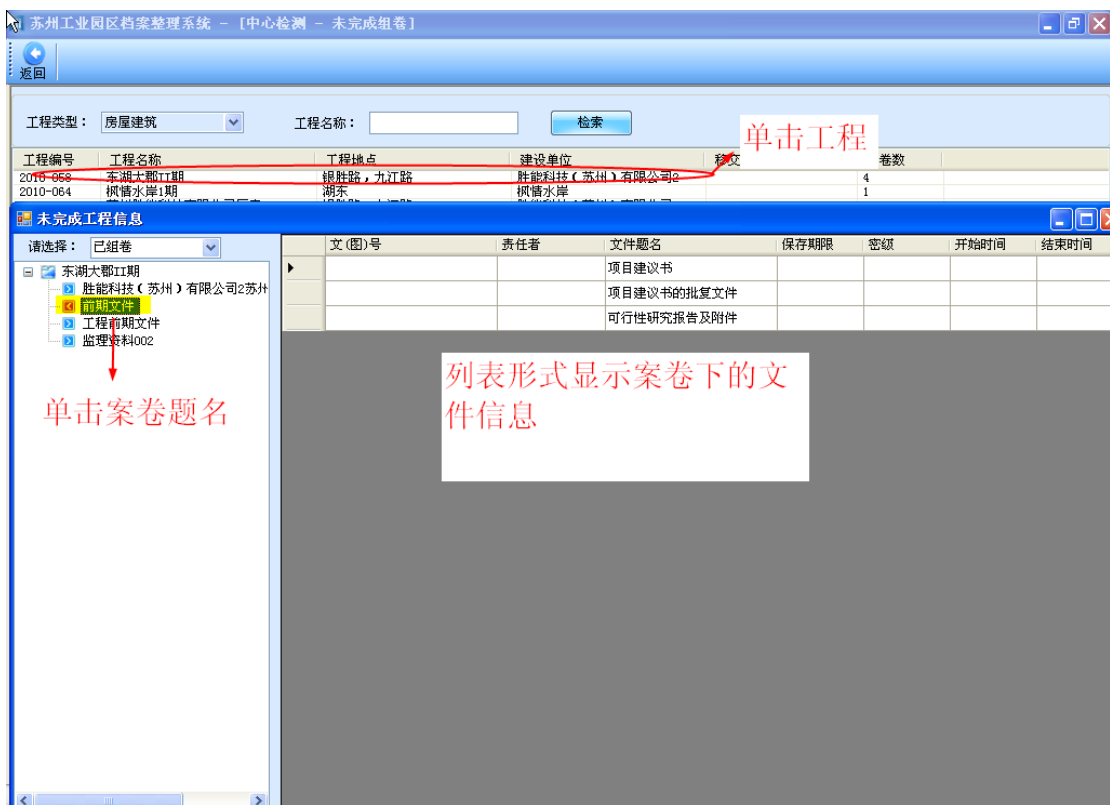 苏州工业园区档案整理系统 - [中心检测 - 未完成组卷]
返回
工程类型： 房屋建筑 工程名称： 检索
单击工程
工程编号 工程名称 工程地点 建设单位 移交 卷数
2010-058 东湖大郡II期 银胜路，九江路 胜能科技（苏州）有限公司2 4
2010-064 枫情水岸1期 湖东 枫情水岸 1
未完成工程信息
请选择： 已组卷 文(图)号 责任者 文件题名 保存期限 密级 开始时间 结束时间
东湖大郡II期 项目建议书
胜能科技（苏州）有限公司2苏州
前期文件 项目建议书的批复文件
工程前期文件 可行性研究报告及附件
监理资料002
列表形式显示案卷下的文
件信息
单击案卷题名